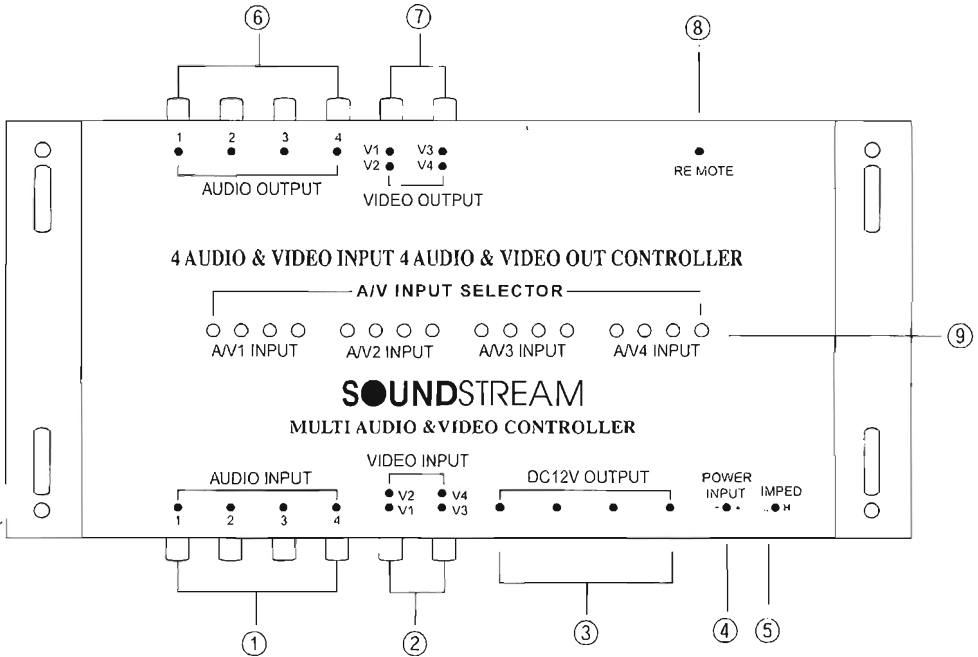 ⑥ ⑦ ⑧
1 2 3 4
V1 V3
V2 V4
AUDIO OUTPUT
VIDEO OUTPUT
RE MOTE
4 AUDIO & VIDEO INPUT 4 AUDIO & VIDEO OUT CONTROLLER
A/V INPUT SELECTOR
A/V1 INPUT A/V2 INPUT A/V3 INPUT A/V4 INPUT
⑨
SOUNDSTREAM
MULTI AUDIO &VIDEO CONTROLLER
AUDIO INPUT
1 2 3 4
VIDEO INPUT
V2 V4
V1 V3
DC12V OUTPUT
POWER
INPUT
- +
IMPED
H
① ② ③ ④ ⑤